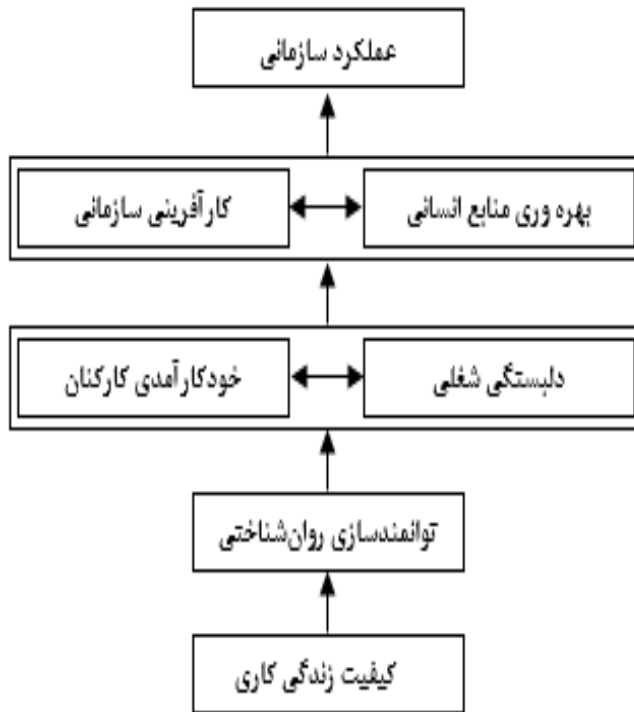 عملکرد سازمانی
بهره وری منابع انسانی
کارآفرینی سازمانی
دلبستگی شغلی
خودکارآمدی کارکنان
توانمندسازی روان‌شناختی
کیفیت زندگی کاری